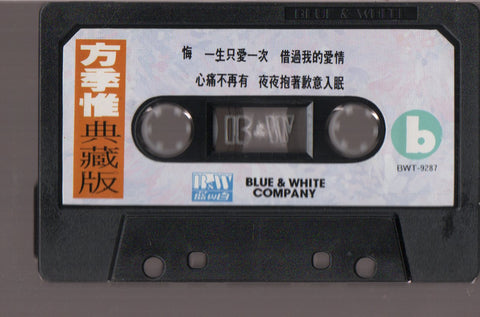 BLUE & WHITE
方季惟
典藏版
悔 一生只愛一次 借過我的愛情
心痛不再有 夜夜抱著歉意入眠
B&W
b
BWT-9287
B&W
BLUE & WHITE
COMPANY